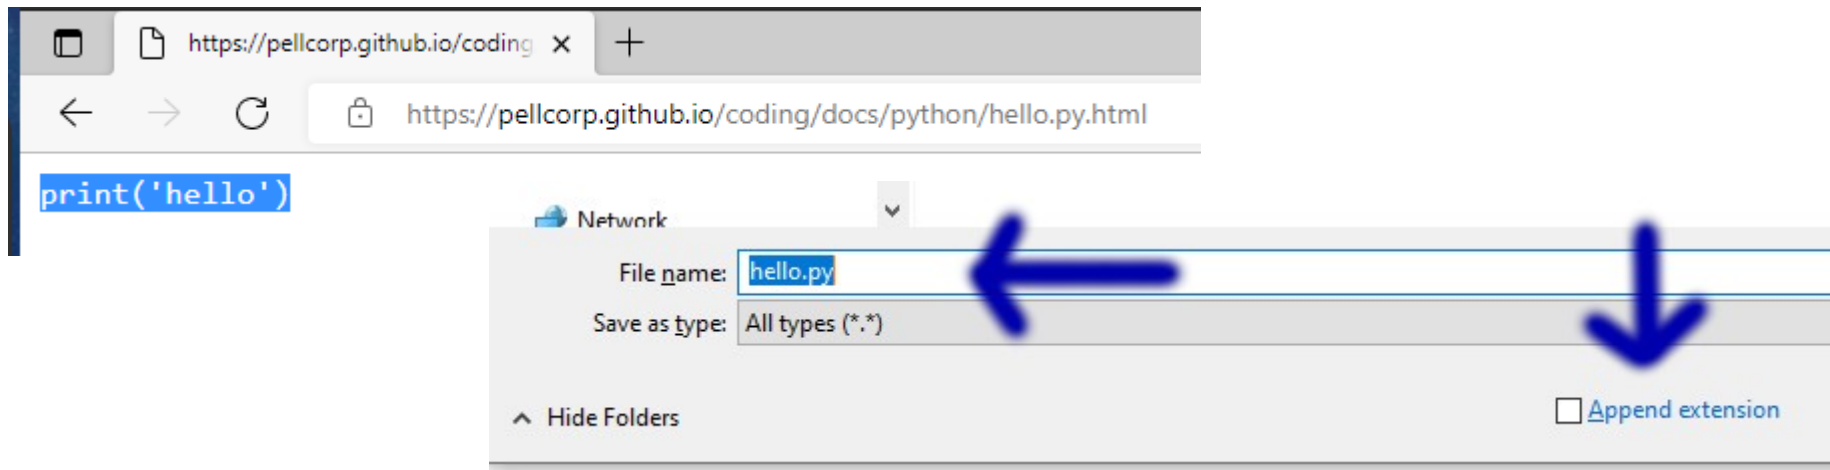 https://pellcorp.github.io/coding
https://pellcorp.github.io/coding/docs/python/hello.py.html
print('hello')
Network
File name: hello.py
Save as type: All types (*.*)
Hide Folders
Append extension